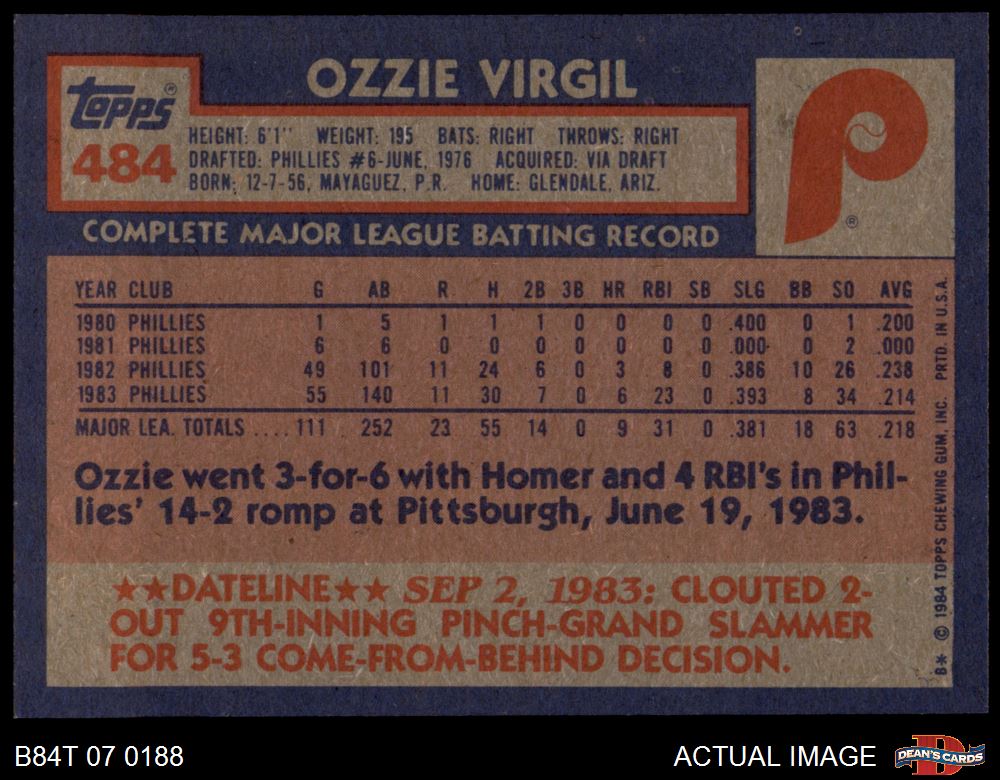 OZZIE VIRGIL
topps®
484
HEIGHT: 6'1" WEIGHT: 195 BATS: RIGHT THROWS: RIGHT
DRAFTED: PHILLIES #6-JUNE, 1976 ACQUIRED: VIA DRAFT
BORN: 12-7-56, MAYAGUEZ, P.R. HOME: GLENDALE, ARIZ.
P
®
COMPLETE MAJOR LEAGUE BATTING RECORD
YEAR CLUB G AB R H 2B 3B HR RBI SB SLG BB SO AVG
1980 PHILLIES 1 5 1 1 1 0 0 0 0 .400 0 1 .200
1981 PHILLIES 6 6 0 0 0 0 0 0 0 .000 0 2 .000
1982 PHILLIES 49 101 11 24 6 0 3 8 0 .386 10 26 .238
1983 PHILLIES 55 140 11 30 7 0 6 23 0 .393 8 34 .214
MAJOR LEA. TOTALS .... 111 252 23 55 14 0 9 31 0 .381 18 63 .218
Ozzie went 3-for-6 with Homer and 4 RBI's in Phil-
lies' 14-2 romp at Pittsburgh, June 19, 1983.
★★DATELINE★★ SEP 2, 1983: CLOUTED 2-
OUT 9TH-INNING PINCH-GRAND SLAMMER
FOR 5-3 COME-FROM-BEHIND DECISION.
B* © 1984 TOPPS CHEWING GUM, INC. PRTD. IN U.S.A.
B84T 07 0188
ACTUAL IMAGE
D
DEAN'S CARDS